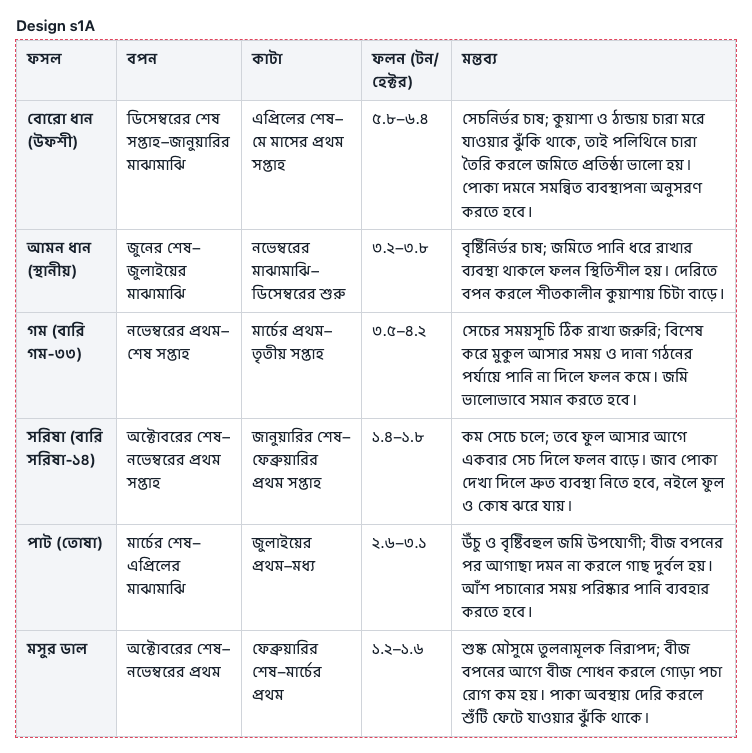 Design s1A
ফসল
বপন
কাটা
ফলন (টন/
হেক্টর)
মন্তব্য
বোরো ধান
(উফশী)
ডিসেম্বরের শেষ
সপ্তাহ–জানুয়ারির
মাঝামাঝি
এপ্রিলের শেষ–
মে মাসের প্রথম
সপ্তাহ
৫.৮–৬.৪
সেচনির্ভর চাষ; কুয়াশা ও ঠান্ডায় চারা মরে
যাওয়ার ঝুঁকি থাকে, তাই পলিথিনে চারা
তৈরি করলে জমিতে প্রতিষ্ঠা ভালো হয়।
পোকা দমনে সমন্বিত ব্যবস্থাপনা অনুসরণ
করতে হবে।
আমন ধান
(স্থানীয়)
জুনের শেষ–
জুলাইয়ের
মাঝামাঝি
নভেম্বরের
মাঝামাঝি–
ডিসেম্বরের শুরু
৩.২–৩.৮
বৃষ্টিনির্ভর চাষ; জমিতে পানি ধরে রাখার
ব্যবস্থা থাকলে ফলন স্থিতিশীল হয়। দেরিতে
বপন করলে শীতকালীন কুয়াশায় চিটা বাড়ে।
গম (বারি
গম-৩৩)
নভেম্বরের প্রথম–
শেষ সপ্তাহ
মার্চের প্রথম–
তৃতীয় সপ্তাহ
৩.৫–৪.২
সেচের সময়সূচি ঠিক রাখা জরুরি; বিশেষ
করে মুকুল আসার সময় ও দানা গঠনের
পর্যায়ে পানি না দিলে ফলন কমে। জমি
ভালোভাবে সমান করতে হবে।
সরিষা (বারি
সরিষা-১৪)
অক্টোবরের শেষ–
নভেম্বরের প্রথম
সপ্তাহ
জানুয়ারির শেষ–
ফেব্রুয়ারির
প্রথম সপ্তাহ
১.৪–১.৮
কম সেচে চলে; তবে ফুল আসার আগে
একবার সেচ দিলে ফলন বাড়ে। জাব পোকা
দেখা দিলে দ্রুত ব্যবস্থা নিতে হবে, নইলে ফুল
ও কোষ ঝরে যায়।
পাট (তোষা)
মার্চের শেষ–
এপ্রিলের
মাঝামাঝি
জুলাইয়ের
প্রথম–মধ্য
২.৬–৩.১
উঁচু ও বৃষ্টিবহুল জমি উপযোগী; বীজ বপনের
পর আগাছা দমন না করলে গাছ দুর্বল হয়।
আঁশ পচানোর সময় পরিষ্কার পানি ব্যবহার
করতে হবে।
মসুর ডাল
অক্টোবরের শেষ–
নভেম্বরের প্রথম
ফেব্রুয়ারির
শেষ–মার্চের
প্রথম
১.২–১.৬
শুষ্ক মৌসুমে তুলনামূলক নিরাপদ; বীজ
বপনের আগে বীজ শোধন করলে গোড়া পচা
রোগ কম হয়। পাকা অবস্থায় দেরি করলে
শুঁটি ফেটে যাওয়ার ঝুঁকি থাকে।